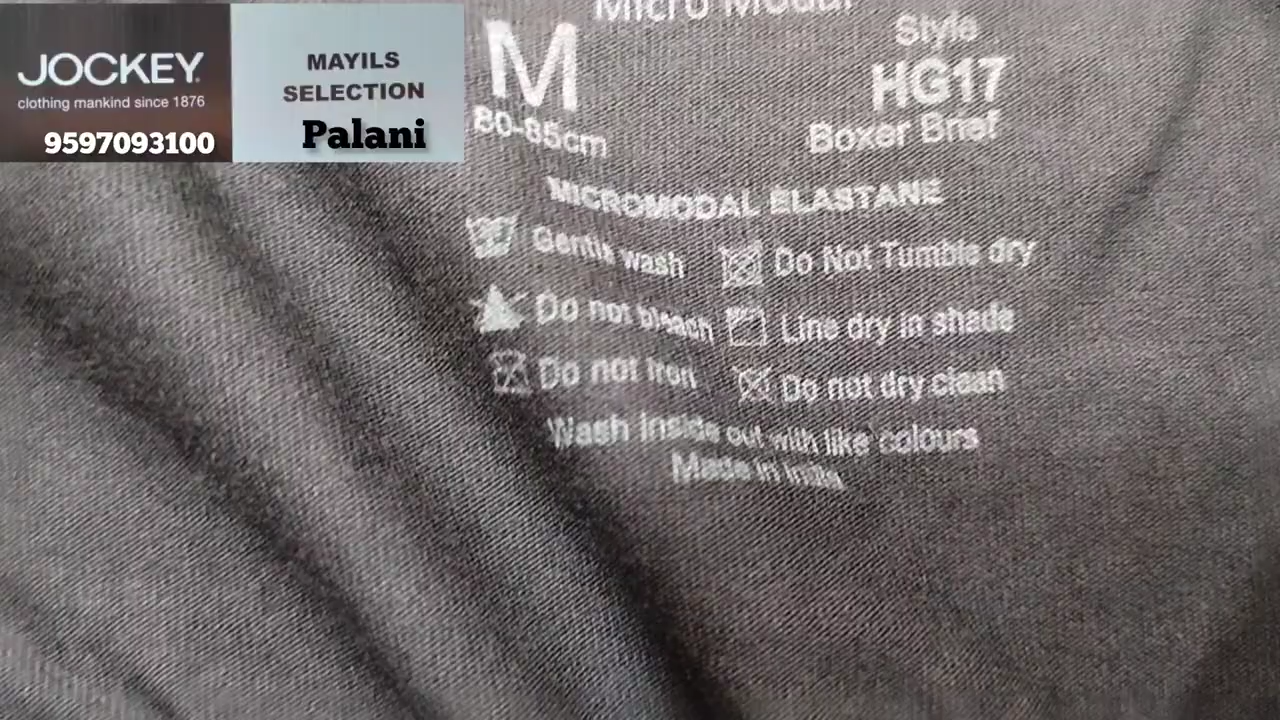 JOCKEY
clothing mankind since 1876
9597093100
MAYILS
SELECTION
Palani
Micro Modal
M
80-85cm
Style
HG17
Boxer Brief
MICROMODAL ELASTANE
Gentle wash
Do Not Tumble dry
Do not bleach
Line dry in shade
Do not iron
Do not dry clean
Wash inside out with like colours
Made in India